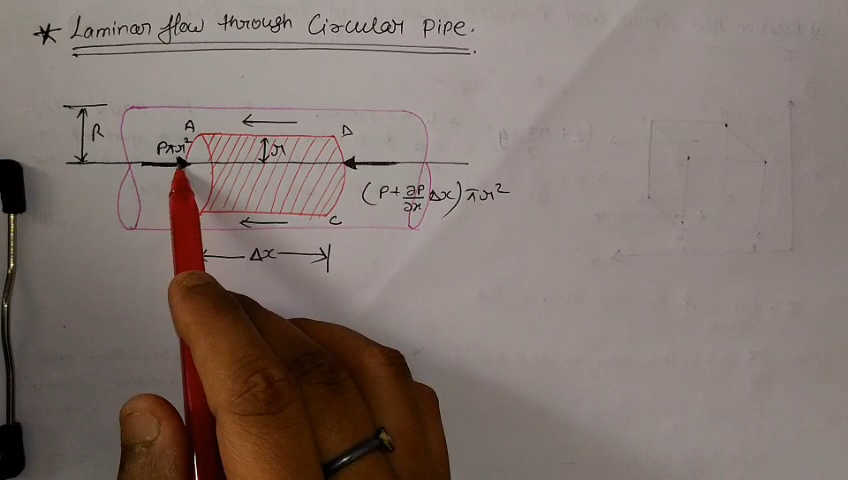 * Laminar flow through Circular Pipe.
R
A
D
Pπr²
r
(P+∂P/∂x Δx)πr²
C
Δx